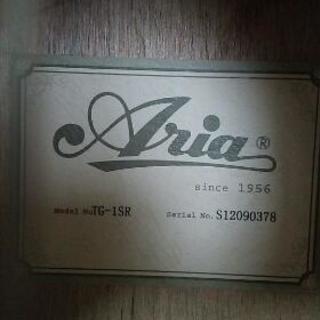 Aria®
since 1956
Model No TG-1SR Serial No. S12090378